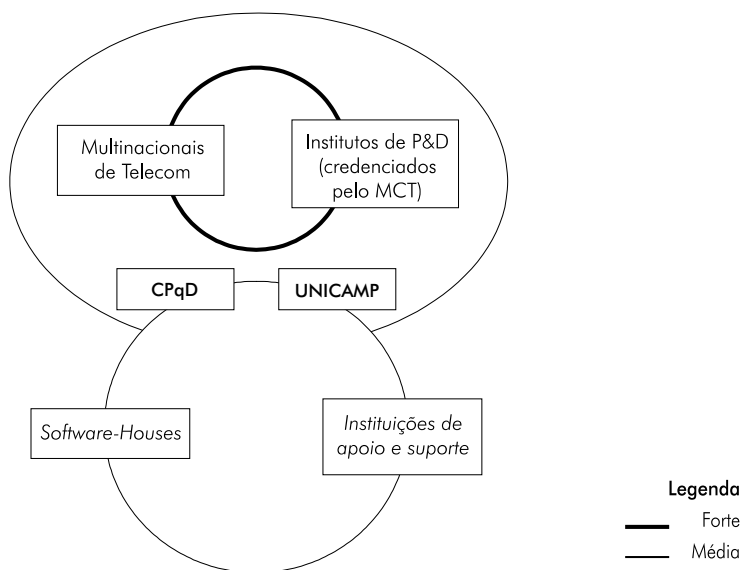 Multinacionais
de Telecom
Institutos de P&D
(credenciados
pelo MCT)
CPqD
UNICAMP
Software-Houses
Instituições de
apoio e suporte
Legenda
Forte
Média